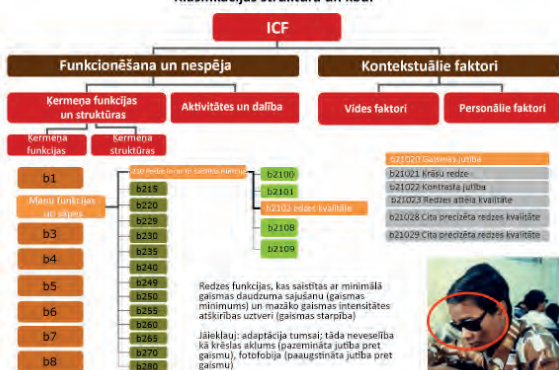 ICF
Funkcionēšana un nespēja
Kontekstuālie faktori
Ķermeņa funkcijas
un struktūras
Aktivitātes un dalība
Vides faktori
Personālie faktori
Ķermeņa
funkcijas
Ķermeņa
struktūras
b1
Maņu funkcijas
un sāpes
b3
b4
b5
b6
b7
b8
b215
b220
b229
b230
b235
b240
b249
b250
b255
b260
b265
b270
b280
b2100
b2101
b2102 redzes kvalitāte
b2108
b2109
b21020 Gaismas jutība
b21021 Krāsu redze
b21022 Kontrasta jutība
b21023 Redzes attēla kvalitāte
b21028 Cita precizēta redzes kvalitāte
b21029 Cita precizēta redzes kvalitāte
Redzes funkcijas, kas saistītas ar minimālā
gaismas daudzuma sajušanu (gaismas
minimums) un mazāko gaismas intensitātes
atšķirības uztveri (gaismas starpība)
Jāiekļauj: adaptācija tumsai; tāda neveselība
kā krēslas aklums (pazemināta jutība pret
gaismu), fotofobija (paaugstināta jutība pret
gaismu)